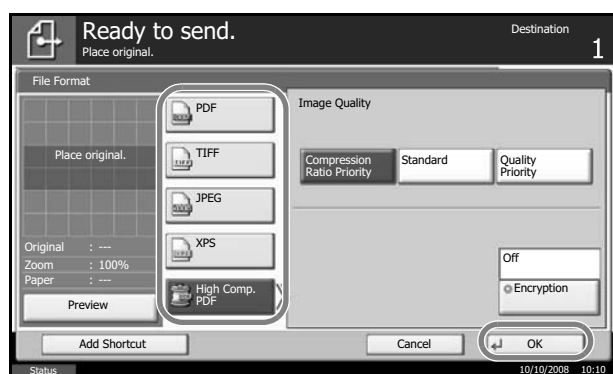 Ready to send.
Place original.
Destination
1
File Format
Place original.
Original : ---
Zoom : 100%
Paper : ---
Preview
PDF
TIFF
JPEG
XPS
High Comp.
PDF
Image Quality
Compression
Ratio Priority
Standard
Quality
Priority
Off
Encryption
Add Shortcut
Cancel
OK
Status
10/10/2008 10:10